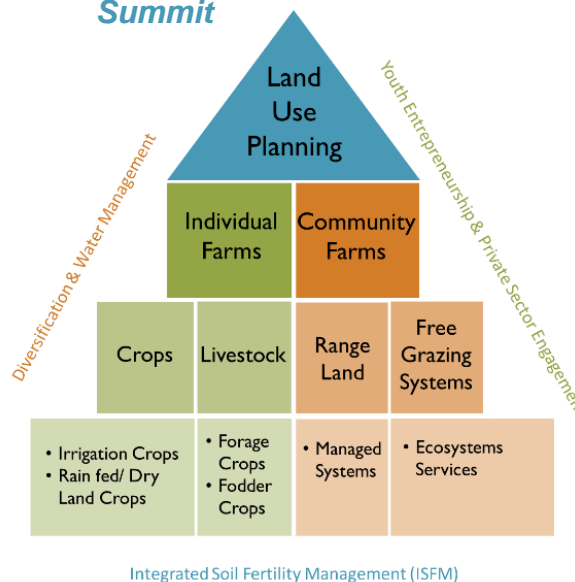 Summit
Land
Use
Planning
Diversification & Water Management
Youth Entrepreneurship & Private Sector Engagement
Individual
Farms
Community
Farms
Crops
Livestock
Range
Land
Free
Grazing
Systems
• Irrigation Crops
• Rain fed/ Dry
Land Crops
• Forage
Crops
• Fodder
Crops
• Managed
Systems
• Ecosystems
Services
Integrated Soil Fertility Management (ISFM)